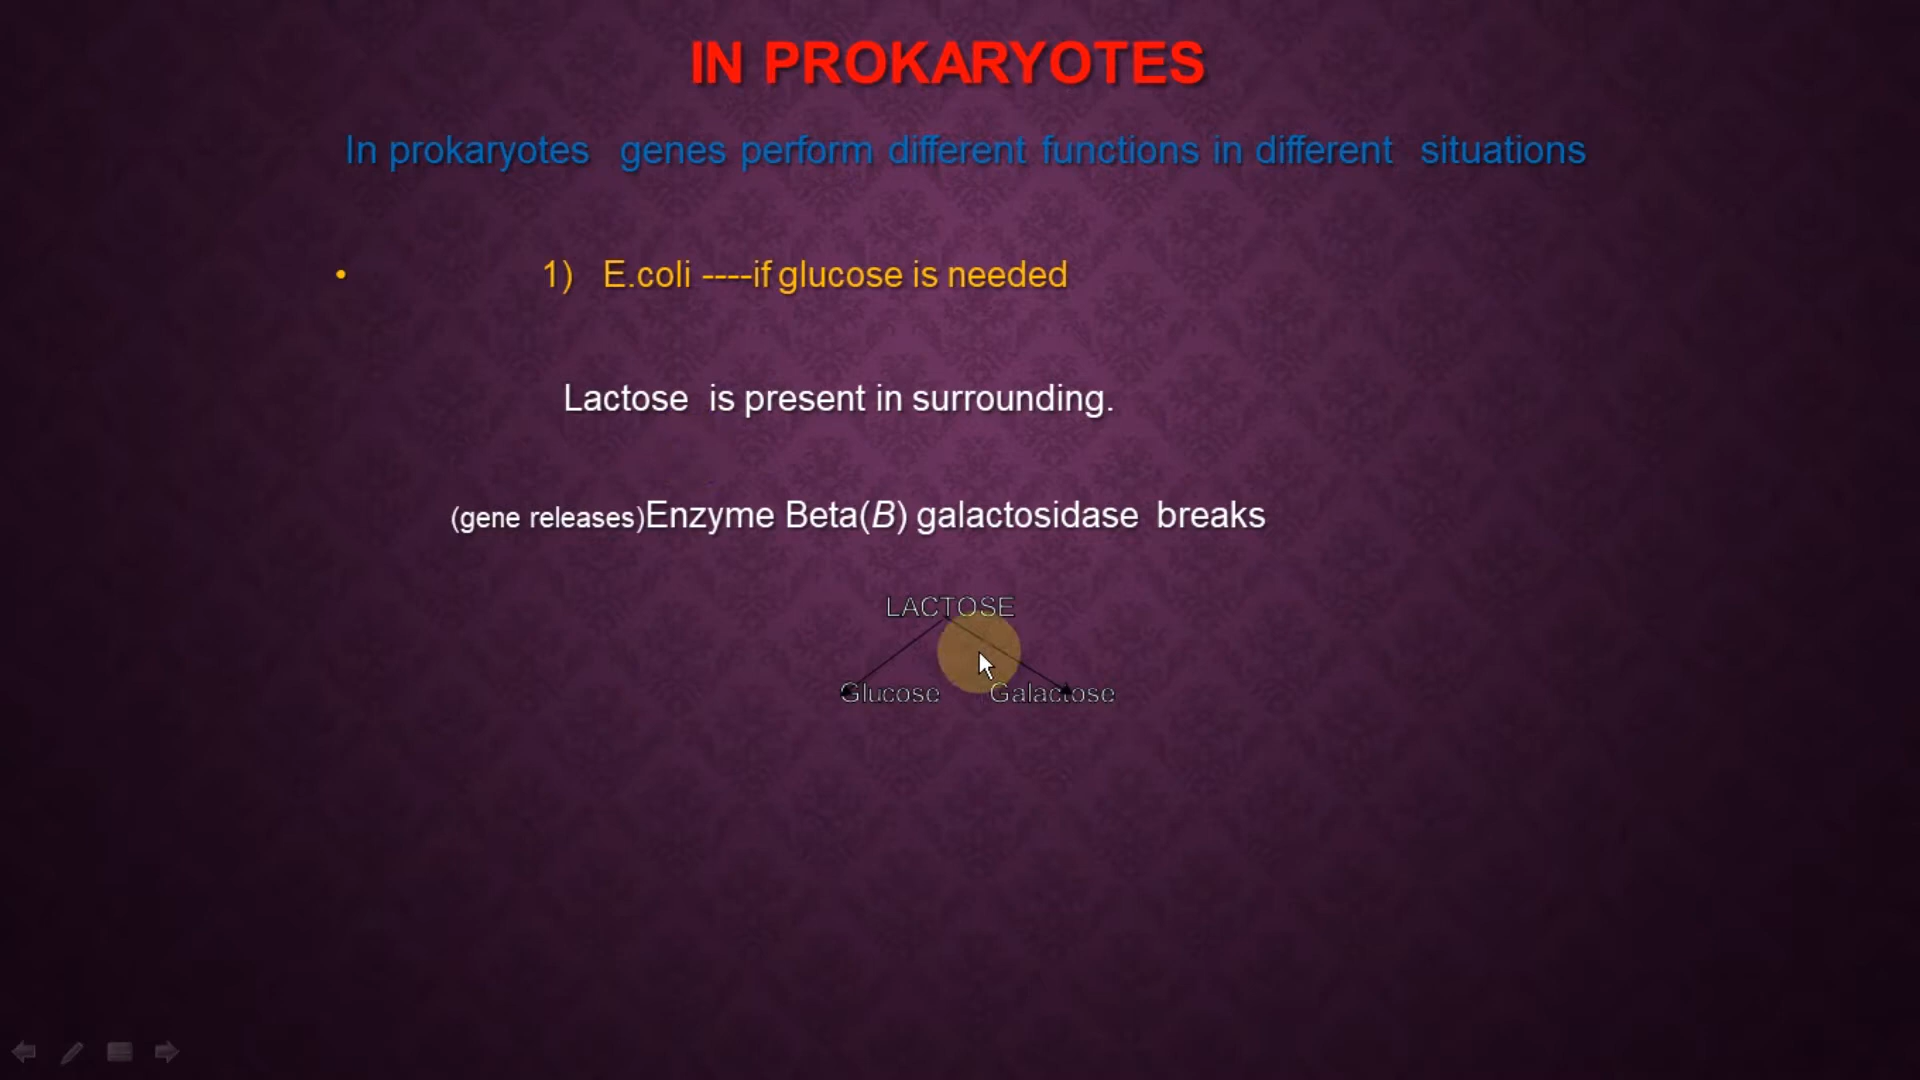 IN PROKARYOTES
In prokaryotes genes perform different functions in different situations
• 1) E.coli ----if glucose is needed
Lactose is present in surrounding.
(gene releases)Enzyme Beta(B) galactosidase breaks
LACTOSE
Glucose Galactose